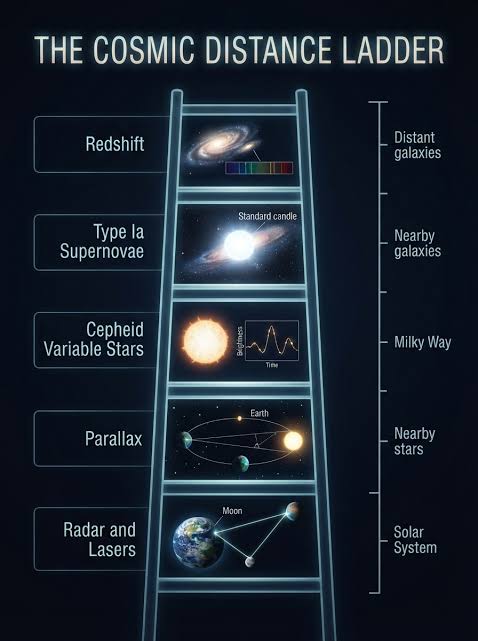 THE COSMIC DISTANCE LADDER
Redshift
Distant
galaxies
Type Ia
Supernovae
Standard candle
Nearby
galaxies
Cepheid
Variable Stars
Brightness
Time
Milky Way
Parallax
Earth
Nearby
stars
Radar and
Lasers
Moon
Solar
System